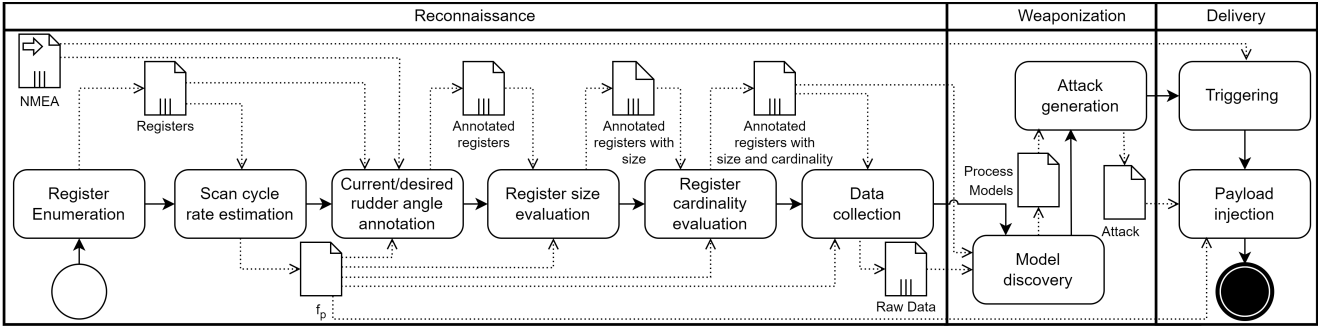 Reconnaissance
Weaponization
Delivery
NMEA
Registers
Annotated
registers
Annotated
registers with
size
Annotated
registers with
size and cardinality
Attack
generation
Triggering
Process
Models
Register
Enumeration
Scan cycle
rate estimation
Current/desired
rudder angle
annotation
Register size
evaluation
Register
cardinality
evaluation
Data
collection
Payload
injection
Attack
Model
discovery
fp
Raw Data